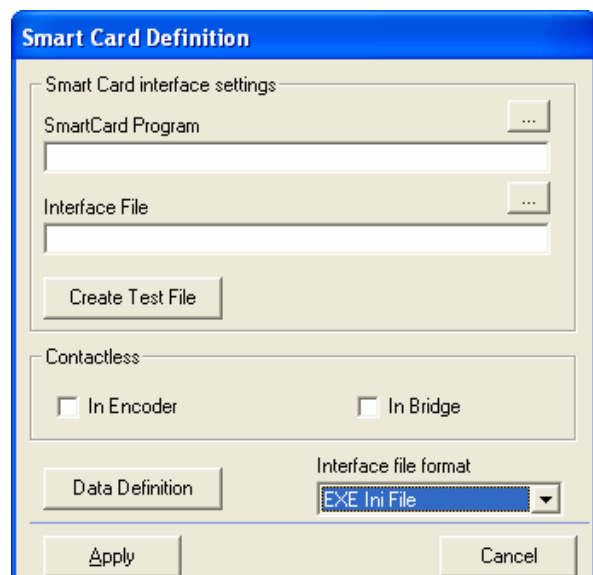 Smart Card Definition
Smart Card interface settings
...
SmartCard Program
...
Interface File
Create Test File
Contactless
In Encoder
In Bridge
Interface file format
Data Definition
EXE Ini File
Apply
Cancel